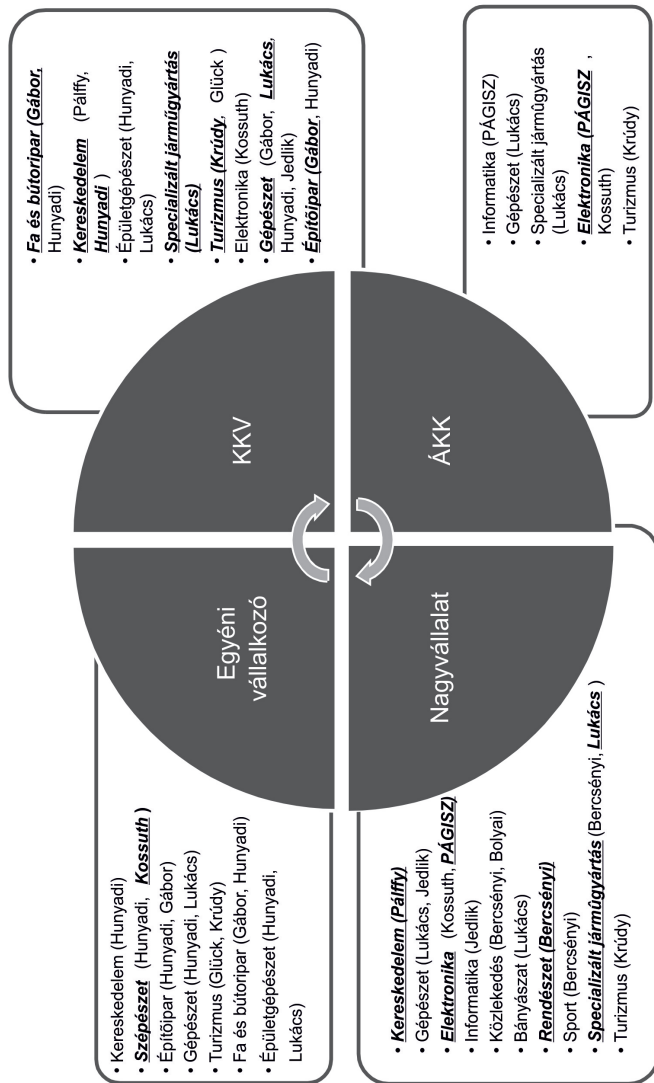 • Kereskedelem (Hunyadi)
• Szépészet (Hunyadi, Kossuth )
• Építőipar (Hunyadi, Gábor)
• Gépészet (Hunyadi, Lukács)
• Turizmus (Glück, Krúdy)
• Fa és bútoripar (Gábor, Hunyadi)
• Épületgépészet (Hunyadi,
Lukács)
Egyéni
vállalkozó
KKV
• Fa és bútoripar (Gábor,
Hunyadi)
• Kereskedelem (Pálffy,
Hunyadi )
• Épületgépészet (Hunyadi,
Lukács)
• Specializált járműgyártás
(Lukács)
• Turizmus (Krúdy, Glück )
• Elektronika (Kossuth)
• Gépészet (Gábor, Lukács,
Hunyadi, Jedlik)
• Építőipar (Gábor, Hunyadi)
• Kereskedelem (Pálffy)
• Gépészet (Lukács, Jedlik)
• Elektronika (Kossuth, PÁGISZ)
• Informatika (Jedlik)
• Közlekedés (Bercsényi, Bolyai)
• Bányászat (Lukács)
• Rendészet (Bercsényi)
• Sport (Bercsényi)
• Specializált járműgyártás (Bercsényi, Lukács )
• Turizmus (Krúdy)
Nagyvállalat
ÁKK
• Informatika (PÁGISZ)
• Gépészet (Lukács)
• Specializált járműgyártás
(Lukács)
• Elektronika (PÁGISZ ,
Kossuth)
• Turizmus (Krúdy)